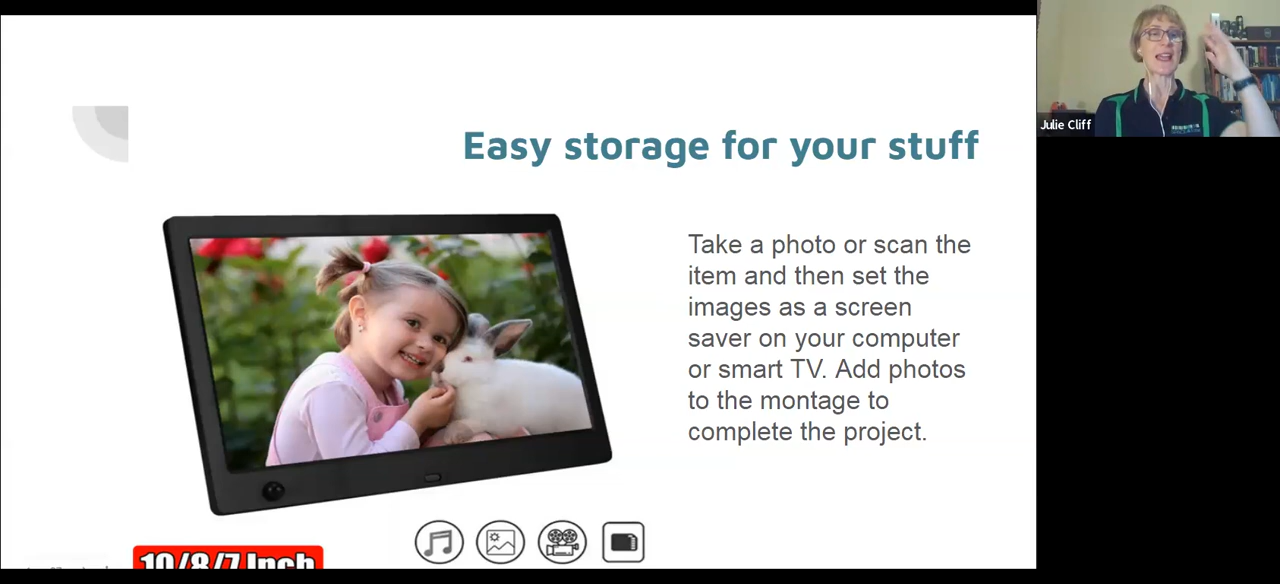 Easy storage for your stuff
Julie Cliff
Take a photo or scan the
item and then set the
images as a screen
saver on your computer
or smart TV. Add photos
to the montage to
complete the project.
10/8/7 Inch